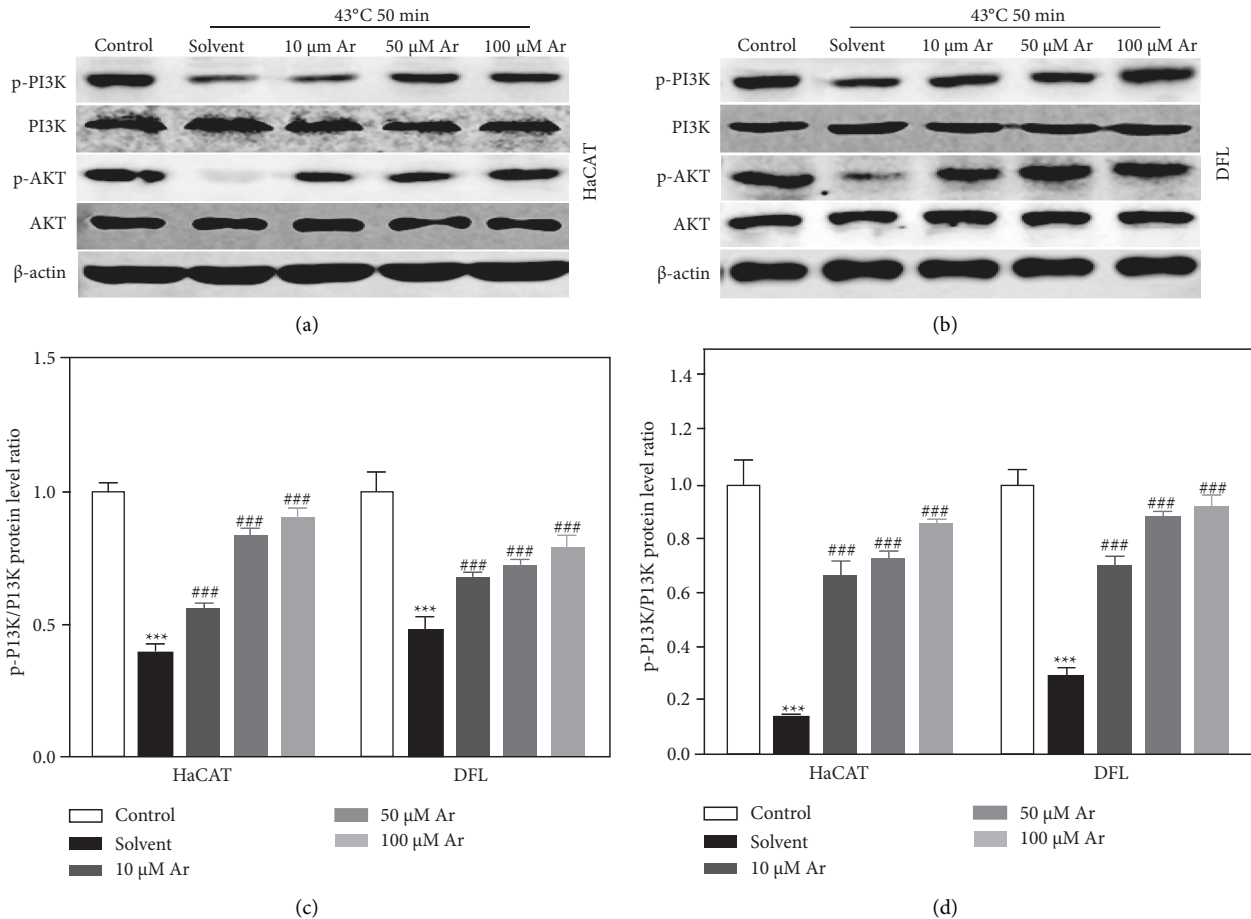 43°C 50 min
Control Solvent 10 μm Ar 50 μM Ar 100 μM Ar
p-PI3K
PI3K
p-AKT
AKT
β-actin
HaCAT
(a)
43°C 50 min
Control Solvent 10 μm Ar 50 μM Ar 100 μM Ar
p-PI3K
PI3K
p-AKT
AKT
β-actin
DFL
(b)
p-P13K/P13K protein level ratio
1.5
1.0
0.5
0.0
***
###
###
###
***
###
###
###
HaCAT DFL
Control
Solvent
10 μM Ar
50 μM Ar
100 μM Ar
(c)
p-P13K/P13K protein level ratio
1.4
1.2
1.0
0.8
0.6
0.4
0.2
0.0
***
###
###
###
***
###
###
###
HaCAT DFL
Control
Solvent
10 μM Ar
50 μM Ar
100 μM Ar
(d)